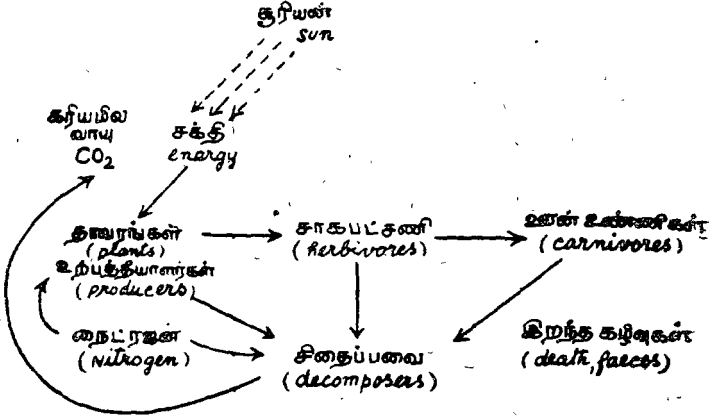 சூரியன்
sun
கரியமில
வாயு
CO2
சக்தி
energy
தாவரங்கள்
(plants)
உற்பத்தியாளர்கள்
(producers)
சாகபட்சணி
(herbivores)
ஊன் உண்ணிகள்
(carnivores)
நைட்ரஜன்
(Nitrogen)
சிதைப்பவை
(decomposers)
இறந்த கழிவுகள்
(death, faeces)